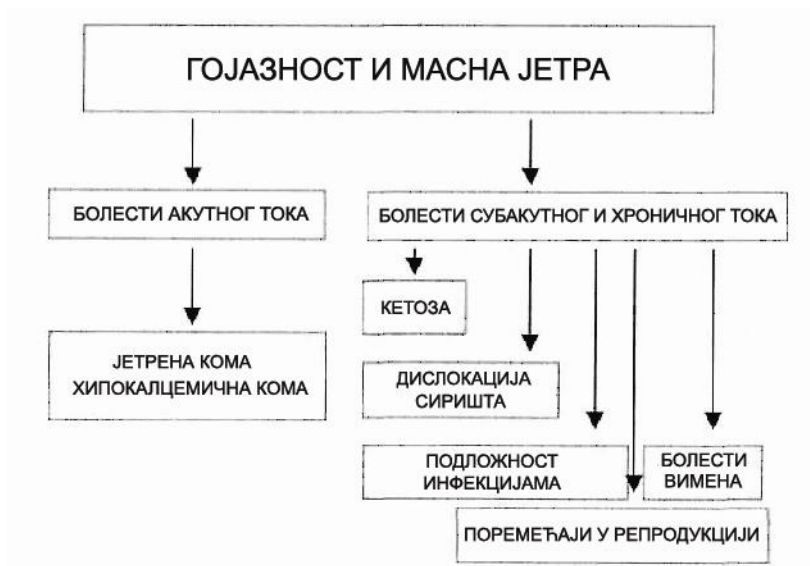 ГОЈАЗНОСТ И МАСНА ЈЕТРА
БОЛЕСТИ АКУТНОГ ТОКА
БОЛЕСТИ СУБАКУТНОГ И ХРОНИЧНОГ ТОКА
КЕТОЗА
ЈЕТРЕНА КОМА
ХИПОКАЛЦЕМИЧНА КОМА
ДИСЛОКАЦИЈА
СИРИШТА
ПОДЛОЖНОСТ
ИНФЕКЦИЈАМА
БОЛЕСТИ
ВИМЕНА
ПОРЕМЕЋАЈИ У РЕПРОДУКЦИЈИ